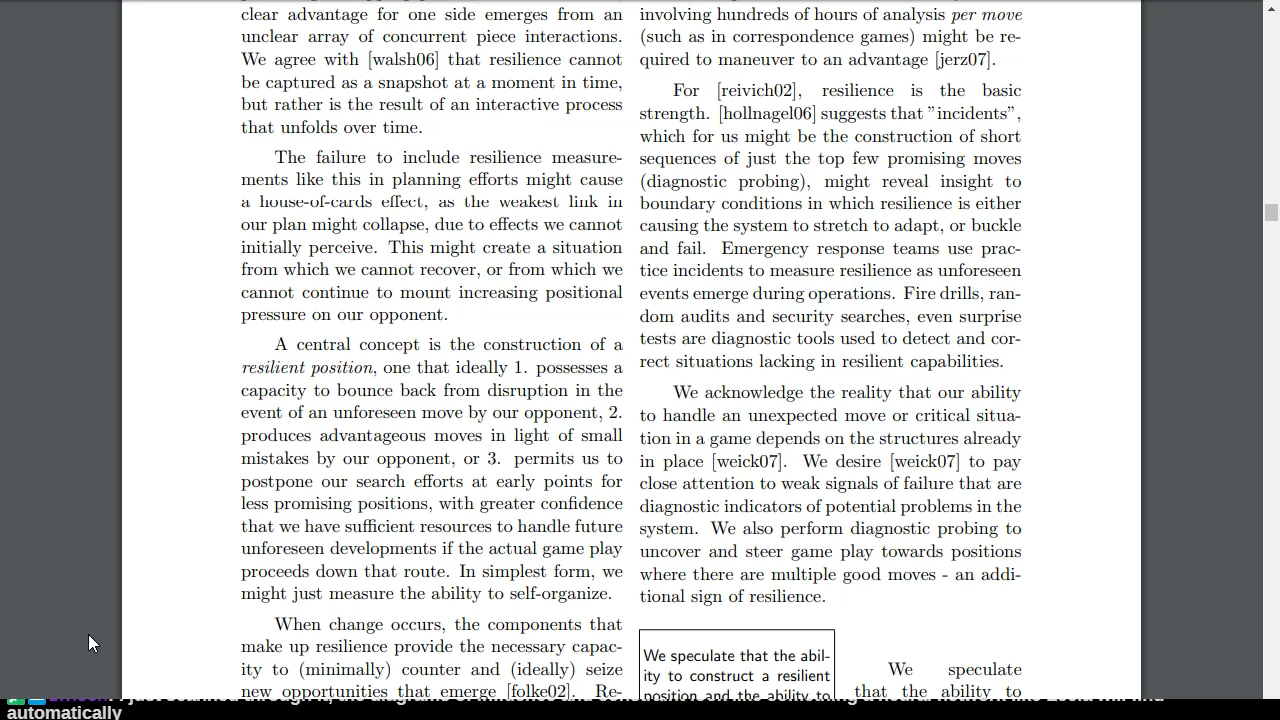 clear advantage for one side emerges from an
unclear array of concurrent piece interactions.
We agree with [walsh06] that resilience cannot
be captured as a snapshot at a moment in time,
but rather is the result of an interactive process
that unfolds over time.
The failure to include resilience measure-
ments like this in planning efforts might cause
a house-of-cards effect, as the weakest link in
our plan might collapse, due to effects we cannot
initially perceive. This might create a situation
from which we cannot recover, or from which we
cannot continue to mount increasing positional
pressure on our opponent.
A central concept is the construction of a
resilient position, one that ideally 1. possesses a
capacity to bounce back from disruption in the
event of an unforeseen move by our opponent, 2.
produces advantageous moves in light of small
mistakes by our opponent, or 3. permits us to
postpone our search efforts at early points for
less promising positions, with greater confidence
that we have sufficient resources to handle future
unforeseen developments if the actual game play
proceeds down that route. In simplest form, we
might just measure the ability to self-organize.
When change occurs, the components that
make up resilience provide the necessary capac-
ity to (minimally) counter and (ideally) seize
new opportunities that emerge [folke02]. Re-
involving hundreds of hours of analysis per move
(such as in correspondence games) might be re-
quired to maneuver to an advantage [jerz07].
For [reivich02], resilience is the basic
strength. [hollnagel06] suggests that ”incidents”,
which for us might be the construction of short
sequences of just the top few promising moves
(diagnostic probing), might reveal insight to
boundary conditions in which resilience is either
causing the system to stretch to adapt, or buckle
and fail. Emergency response teams use prac-
tice incidents to measure resilience as unforeseen
events emerge during operations. Fire drills, ran-
dom audits and security searches, even surprise
tests are diagnostic tools used to detect and cor-
rect situations lacking in resilient capabilities.
We acknowledge the reality that our ability
to handle an unexpected move or critical situa-
tion in a game depends on the structures already
in place [weick07]. We desire [weick07] to pay
close attention to weak signals of failure that are
diagnostic indicators of potential problems in the
system. We also perform diagnostic probing to
uncover and steer game play towards positions
where there are multiple good moves - an addi-
tional sign of resilience.
We speculate that the abil-
ity to construct a resilient
position and the ability to
We speculate
that the ability to
automatically